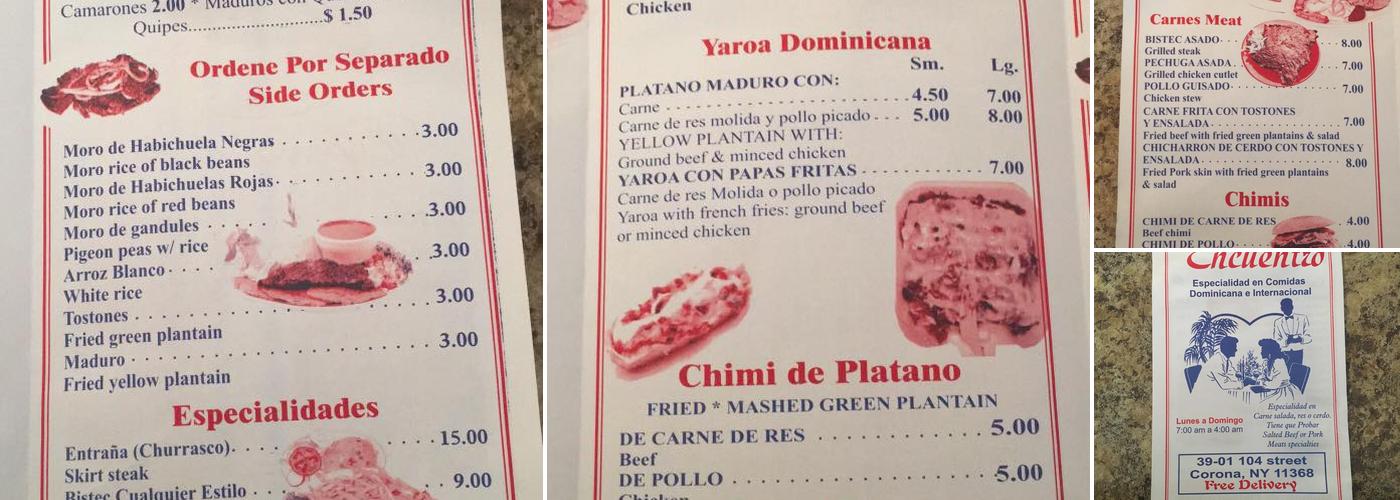 Camarones 2.00 * Maduros con
Quipes..............................$ 1.50
Ordene Por Separado
Side Orders
Moro de Habichuela Negras . . . . . . . . . . . .3.00
Moro rice of black beans
Moro de Habichuelas Rojas. . . . . . . . . . . . 3.00
Moro rice of red beans
Moro de gandules . . . . . . . . . . . .3.00
Pigeon peas w/ rice
Arroz Blanco . . . . . . . . . . . . 3.00
White rice
Tostones . . . . . . . . . . . . . . . . . . . . . . 3.00
Fried green plantain
Maduro . . . . . . . . . . . . . . . . . . . . . . . 3.00
Fried yellow plantain
Especialidades
Entraña (Churrasco). . . . . . . . 15.00
Skirt steak
Bistec Cualquier Estilo . . . . . . 9.00
Chicken
Yaroa Dominicana
Sm. Lg.
PLATANO MADURO CON:
Carne . . . . . . . . . . . . . . . . . . . . . . . . 4.50 7.00
Carne de res molida y pollo picado . . . 5.00 8.00
YELLOW PLANTAIN WITH:
Ground beef & minced chicken
YAROA CON PAPAS FRITAS . . . . . . . . . . . . . . 7.00
Carne de res Molida o pollo picado
Yaroa with french fries: ground beef
or minced chicken
Chimi de Platano
FRIED * MASHED GREEN PLANTAIN
DE CARNE DE RES . . . . . . . . . . . . . 5.00
Beef
DE POLLO . . . . . . . . . . . . . . . . . . . . 5.00
Chicken
Carnes Meat
BISTEC ASADO. . . . . . . . 8.00
Grilled steak
PECHUGA ASADA . . . . . . . 7.00
Grilled chicken cutlet
POLLO GUISADO . . . . . . . 7.00
Chicken stew
CARNE FRITA CON TOSTONES
Y ENSALADA . . . . . . . . . . . . . . . . . . . . 7.00
Fried beef with fried green plantains & salad
CHICHARRON DE CERDO CON TOSTONES Y
ENSALADA . . . . . . . . . . . . . . . . . . . . . 8.00
Fried Pork skin with fried green plantains
& salad
Chimis
CHIMI DE CARNE DE RES . . . . . . 4.00
Beef chimi
CHIMI DE POLLO . . . . . . 4.00
Encuentro
Especialidad en Comidas
Dominicana e Internacional
Especialidad en
Carne salada, res o cerdo.
Tiene que Probar
Salted Beef or Pork
Meats specialties
Lunes a Domingo
7:00 am a 4:00 am
39-01 104 street
Corona, NY 11368
Free Delivery